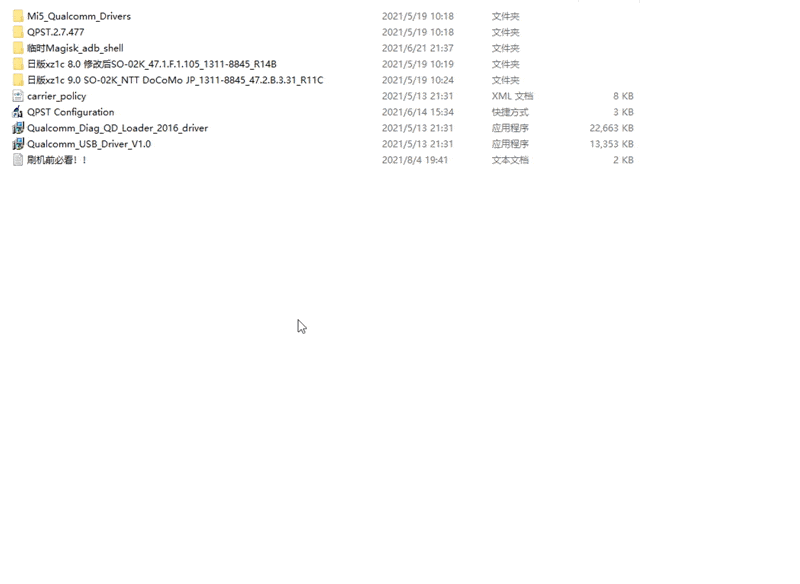 Mi5_Qualcomm_Drivers 2021/5/19 10:18 文件夹
QPST.2.7.477 2021/5/19 10:18 文件夹
临时Magisk_adb_shell 2021/6/21 21:37 文件夹
日版xz1c 8.0 修改后SO-02K_47.1.F.1.105_1311-8845_R14B 2021/5/19 10:19 文件夹
日版xz1c 9.0 SO-02K_NTT DoCoMo JP_1311-8845_47.2.B.3.31_R11C 2021/5/19 10:24 文件夹
carrier_policy 2021/5/13 21:31 XML 文档 8 KB
QPST Configuration 2021/6/14 15:34 快捷方式 3 KB
Qualcomm_Diag_QD_Loader_2016_driver 2021/5/13 21:31 应用程序 22,663 KB
Qualcomm_USB_Driver_V1.0 2021/5/13 21:31 应用程序 13,353 KB
刷机前必看！！ 2021/8/4 19:41 文本文档 2 KB